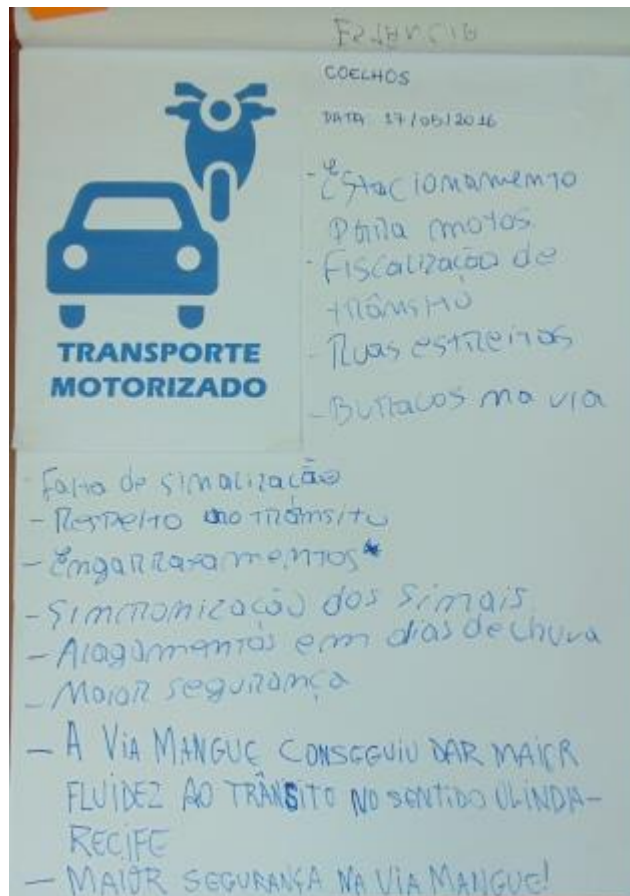 COELHOS
DATA: 17/05/2016
TRANSPORTE
MOTORIZADO
- Estacionamento
para motos.
- Fiscalização de
trânsito
- Ruas estreitas
- Buracos na via
- Falta de sinalização
- Respeito no trânsito
- Engarrafamentos*
- Sincronização dos sinais
- Alagamentos em dias de chuva
- Maior segurança
- A VIA MANGUE CONSEGUIU DAR MAIOR
FLUIDEZ AO TRÂNSITO NO SENTIDO OLINDA-
RECIFE
- MAIOR SEGURANÇA NA VIA MANGUE!